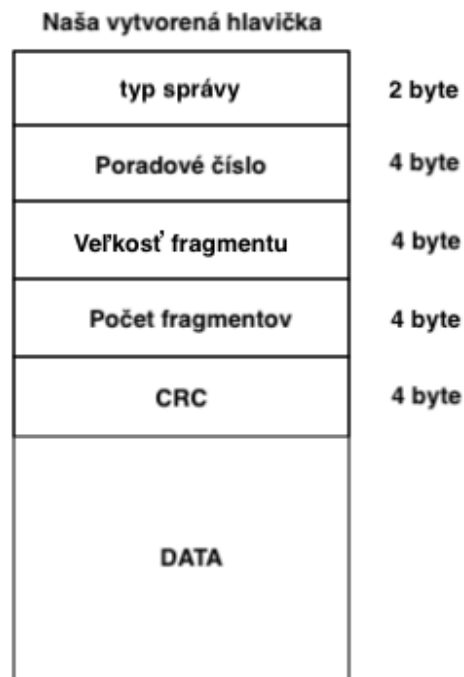 Naša vytvorená hlavička
typ správy 2 byte
Poradové číslo 4 byte
Veľkosť fragmentu 4 byte
Počet fragmentov 4 byte
CRC 4 byte
DATA